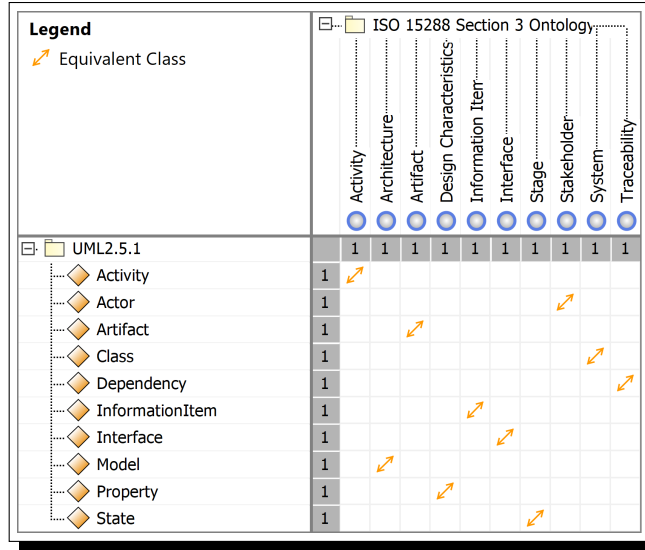 Legend
Equivalent Class
ISO 15288 Section 3 Ontology
Activity
Architecture
Artifact
Design Characteristics
Information Item
Interface
Stage
Stakeholder
System
Traceability
UML2.5.1 1 1 1 1 1 1 1 1 1 1
Activity 1
Actor 1
Artifact 1
Class 1
Dependency 1
InformationItem 1
Interface 1
Model 1
Property 1
State 1